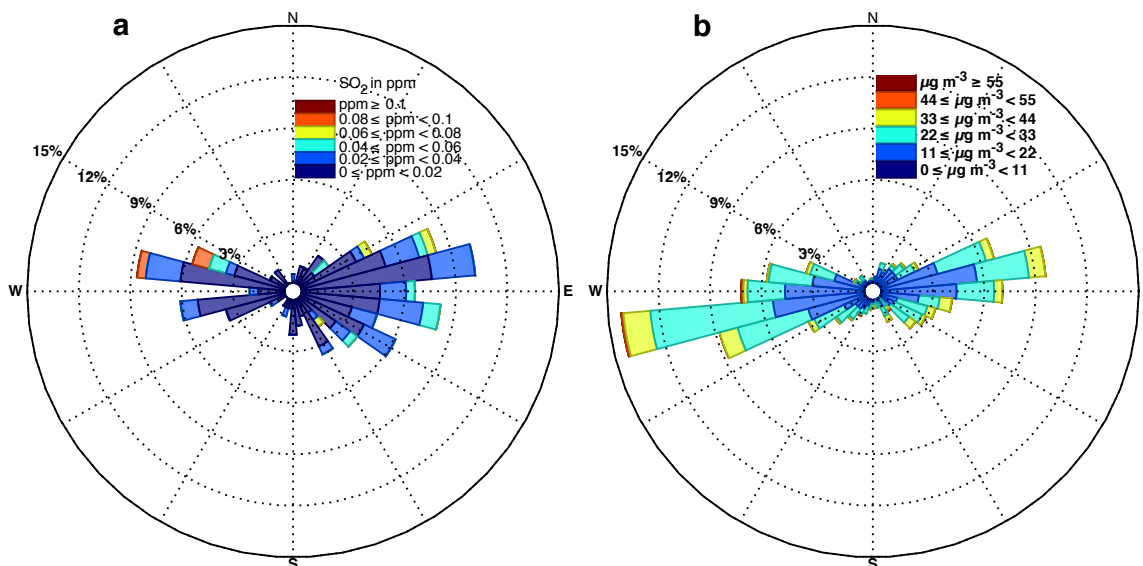 a
N
SO2 in ppm
ppm ≥ 0.1
0.08 ≤ ppm < 0.1
0.06 ≤ ppm < 0.08
0.04 ≤ ppm < 0.06
0.02 ≤ ppm < 0.04
0 ≤ ppm < 0.02
15%
12%
9%
6%
3%
W
E
S
b
N
µg m-3 ≥ 55
44 ≤ µg m-3 < 55
33 ≤ µg m-3 < 44
22 ≤ µg m-3 < 33
11 ≤ µg m-3 < 22
0 ≤ µg m-3 < 11
15%
12%
9%
6%
3%
W
E
S